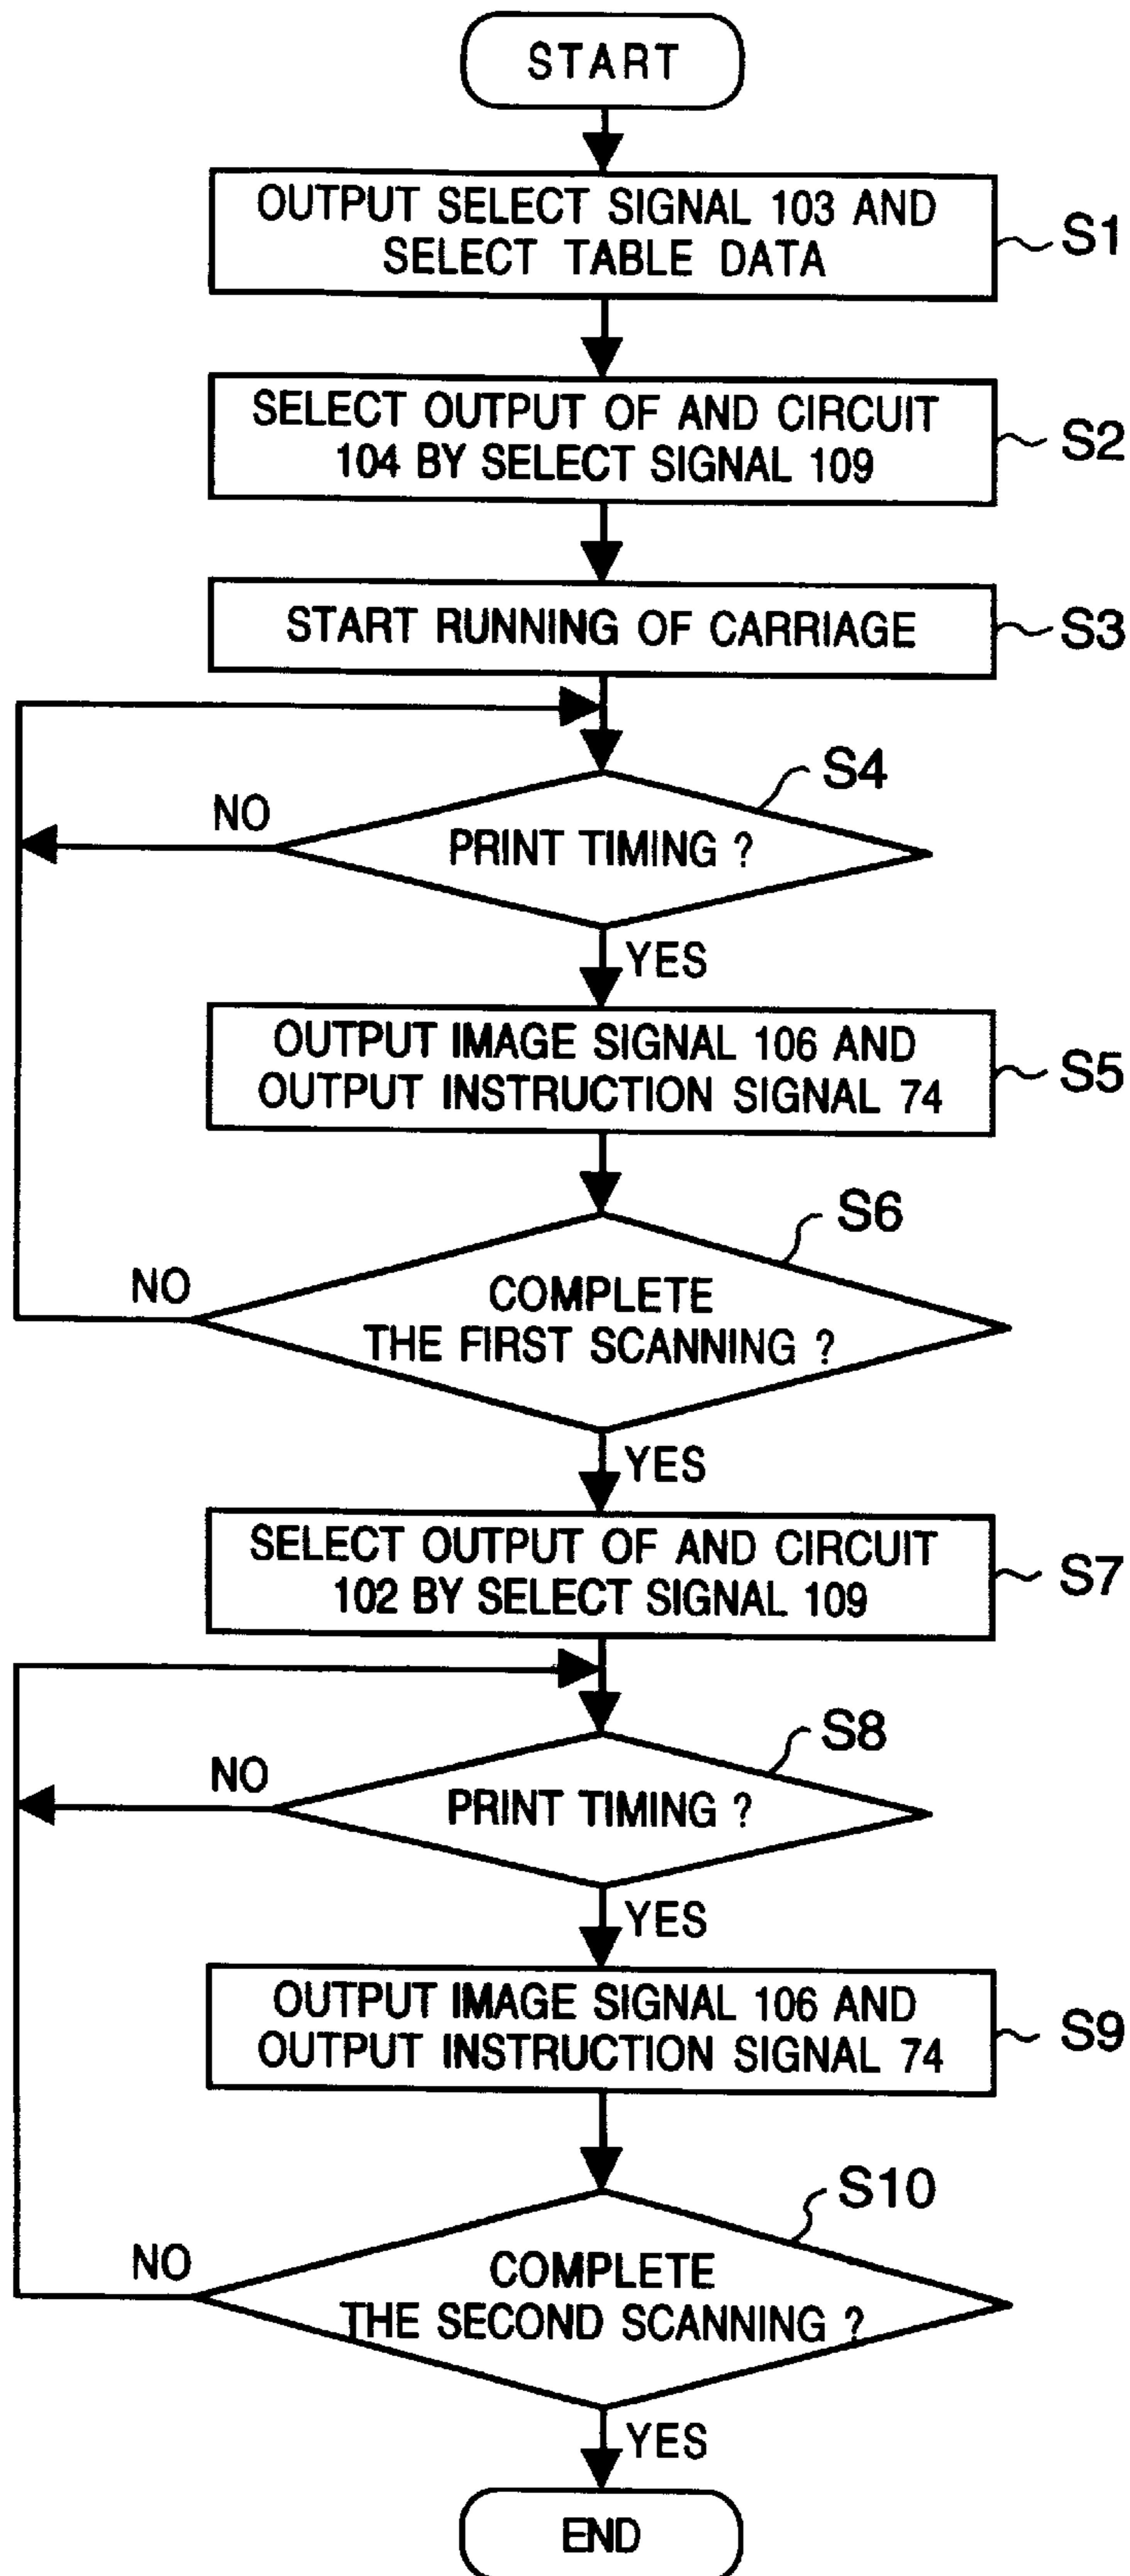 START
OUTPUT SELECT SIGNAL 103 AND
SELECT TABLE DATA
S1
SELECT OUTPUT OF AND CIRCUIT
104 BY SELECT SIGNAL 109
S2
START RUNNING OF CARRIAGE
S3
S4
NO
PRINT TIMING ?
YES
OUTPUT IMAGE SIGNAL 106 AND
OUTPUT INSTRUCTION SIGNAL 74
S5
S6
NO
COMPLETE
THE FIRST SCANNING ?
YES
SELECT OUTPUT OF AND CIRCUIT
102 BY SELECT SIGNAL 109
S7
S8
NO
PRINT TIMING ?
YES
OUTPUT IMAGE SIGNAL 106 AND
OUTPUT INSTRUCTION SIGNAL 74
S9
S10
NO
COMPLETE
THE SECOND SCANNING ?
YES
END